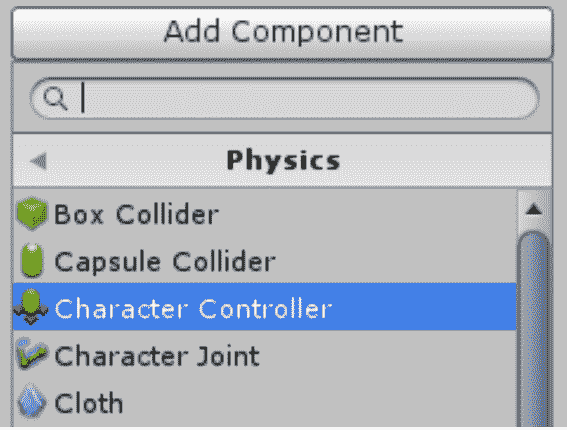 Add Component
Physics
Box Collider
Capsule Collider
Character Controller
Character Joint
Cloth